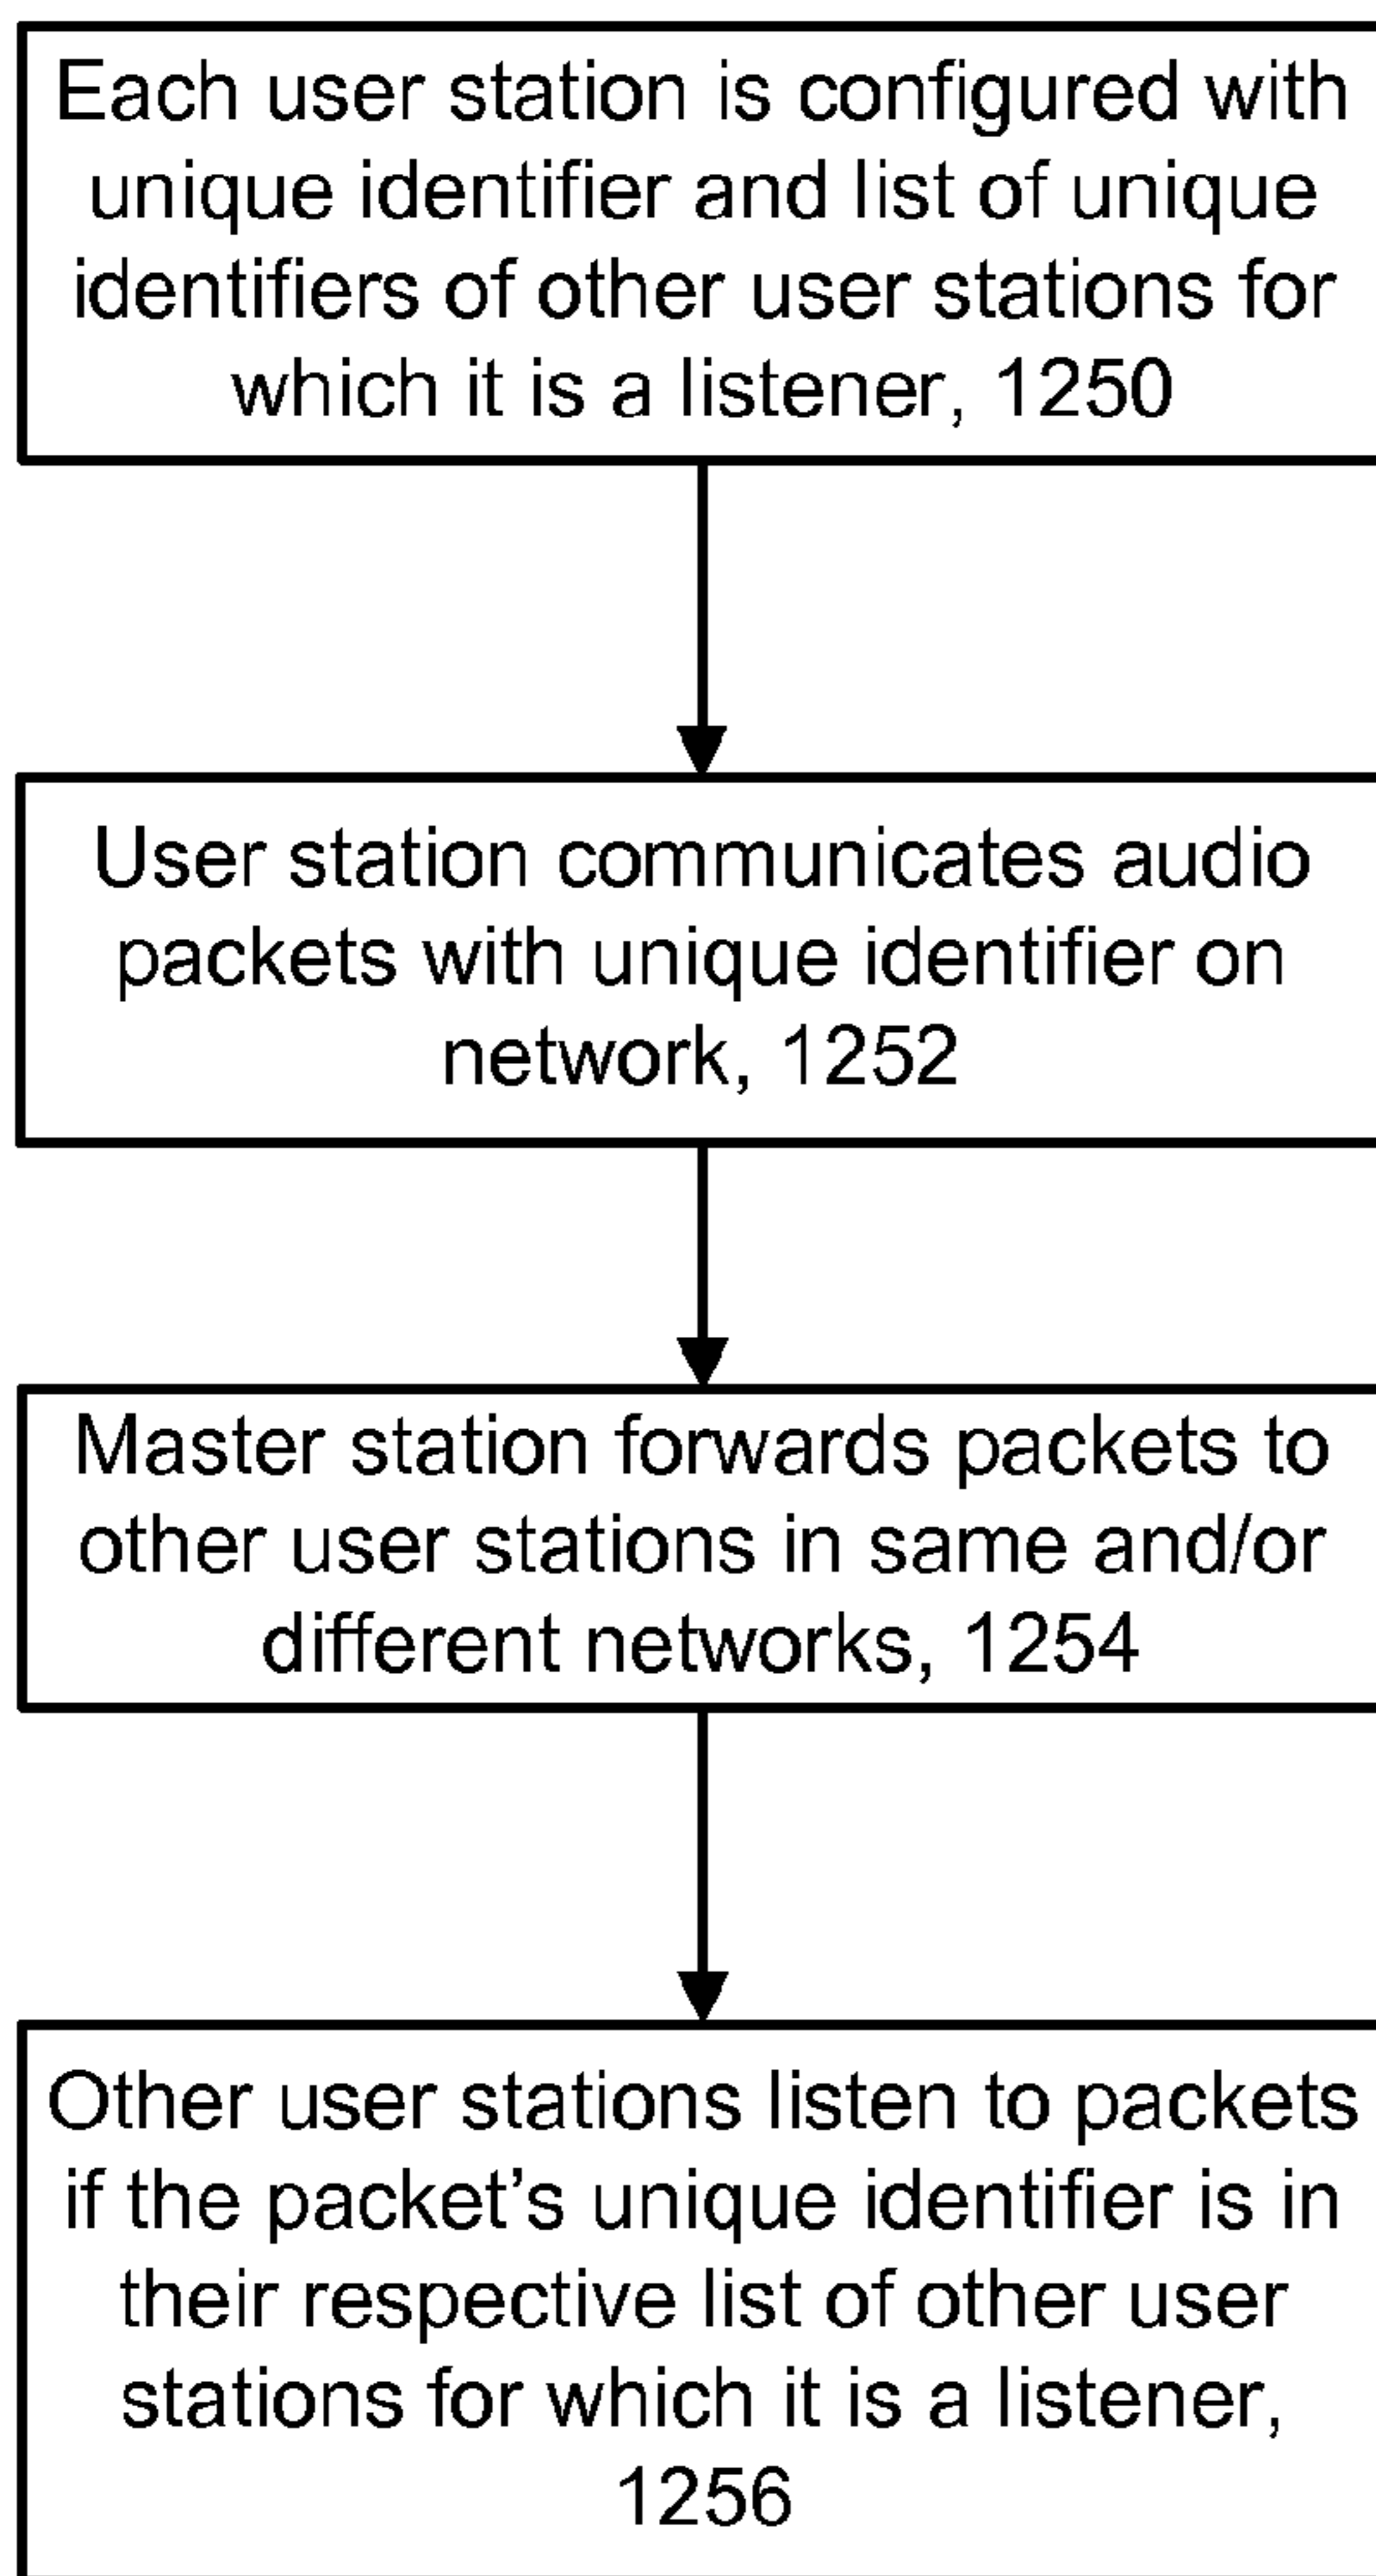 Each user station is configured with
unique identifier and list of unique
identifiers of other user stations for
which it is a listener, 1250
User station communicates audio
packets with unique identifier on
network, 1252
Master station forwards packets to
other user stations in same and/or
different networks, 1254
Other user stations listen to packets
if the packet’s unique identifier is in
their respective list of other user
stations for which it is a listener,
1256